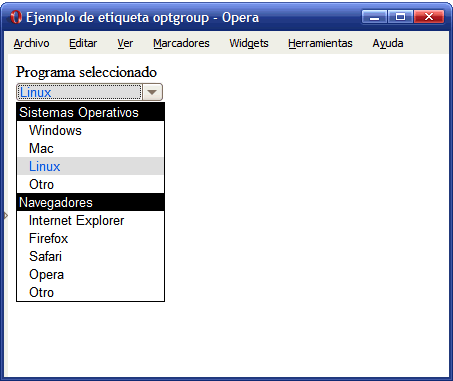 Ejemplo de etiqueta optgroup - Opera
Archivo Editar Ver Marcadores Widgets Herramientas Ayuda
Programa seleccionado
Linux
Sistemas Operativos
Windows
Mac
Linux
Otro
Navegadores
Internet Explorer
Firefox
Safari
Opera
Otro